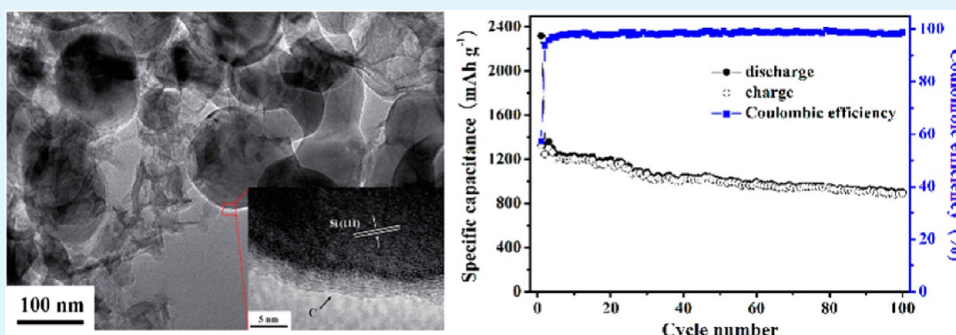 100 nm
Si (111)
C
5 nm
Specific capacitance (mAh g⁻¹)
2400
2000
1600
1200
800
400
0
discharge
charge
Coulombic efficiency
100
80
60
40
20
0
Coulombic efficiency (%)
0 20 40 60 80 100
Cycle number